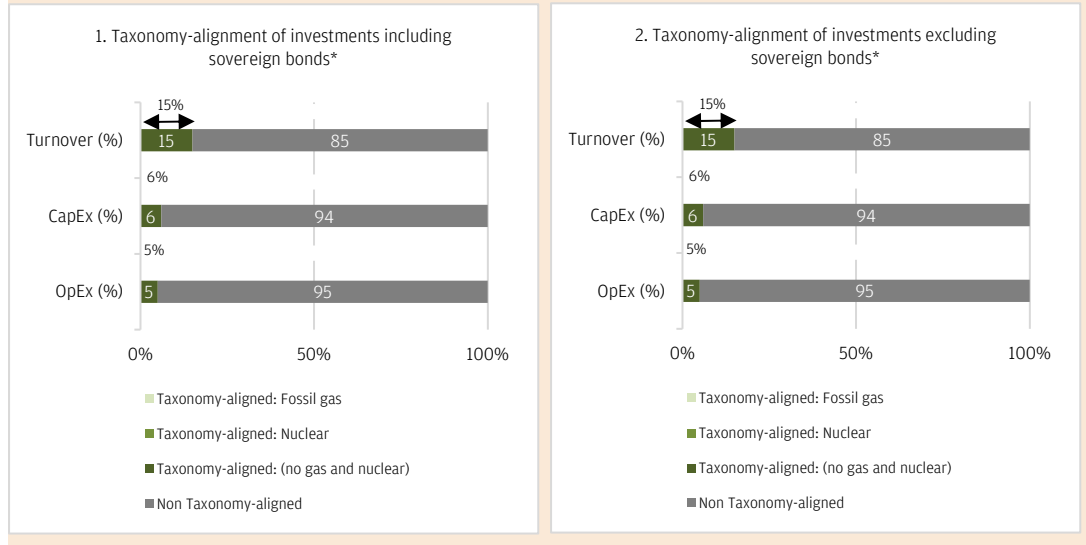 1. Taxonomy-alignment of investments including
sovereign bonds*
15%
Turnover (%)
15
85
6%
CapEx (%)
6
94
5%
OpEx (%)
5
95
0%
50%
100%
Taxonomy-aligned: Fossil gas
Taxonomy-aligned: Nuclear
Taxonomy-aligned: (no gas and nuclear)
Non Taxonomy-aligned
2. Taxonomy-alignment of investments excluding
sovereign bonds*
15%
Turnover (%)
15
85
6%
CapEx (%)
6
94
5%
OpEx (%)
5
95
0%
50%
100%
Taxonomy-aligned: Fossil gas
Taxonomy-aligned: Nuclear
Taxonomy-aligned: (no gas and nuclear)
Non Taxonomy-aligned